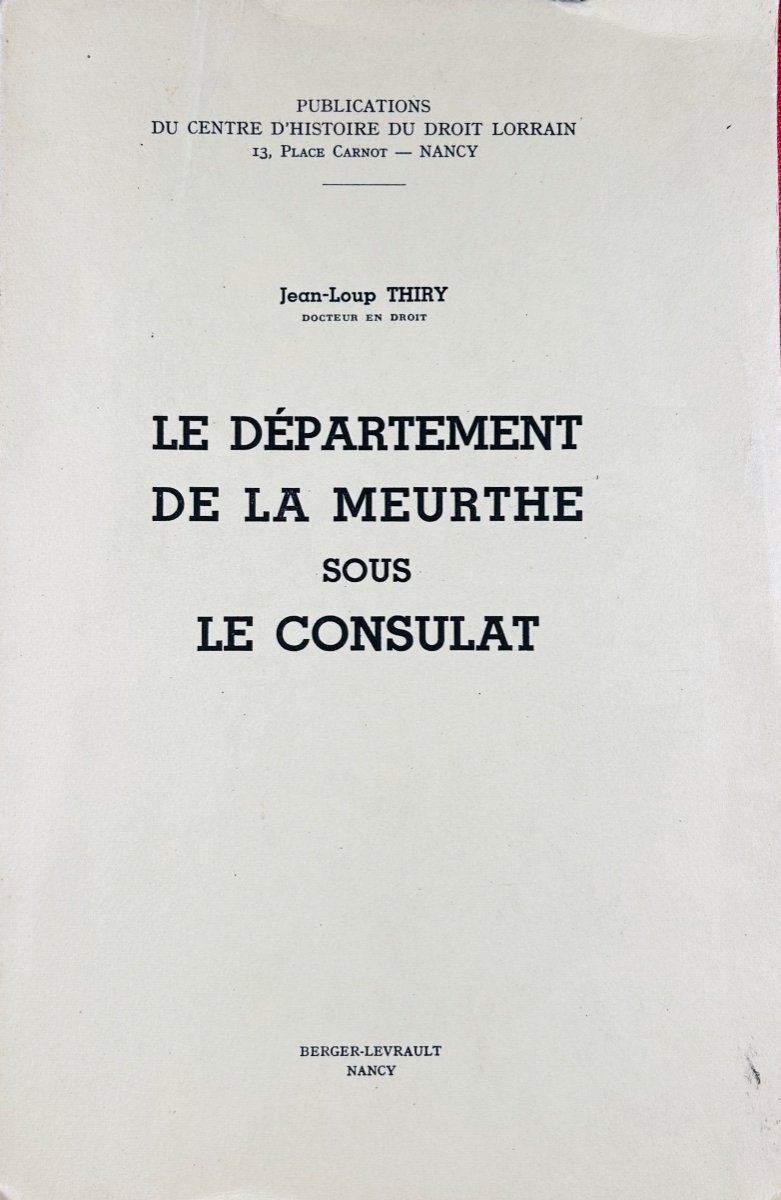 PUBLICATIONS
DU CENTRE D'HISTOIRE DU DROIT LORRAIN
13, PLACE CARNOT — NANCY
Jean-Loup THIRY
DOCTEUR EN DROIT
LE DÉPARTEMENT
DE LA MEURTHE
SOUS
LE CONSULAT
BERGER-LEVRAULT
NANCY